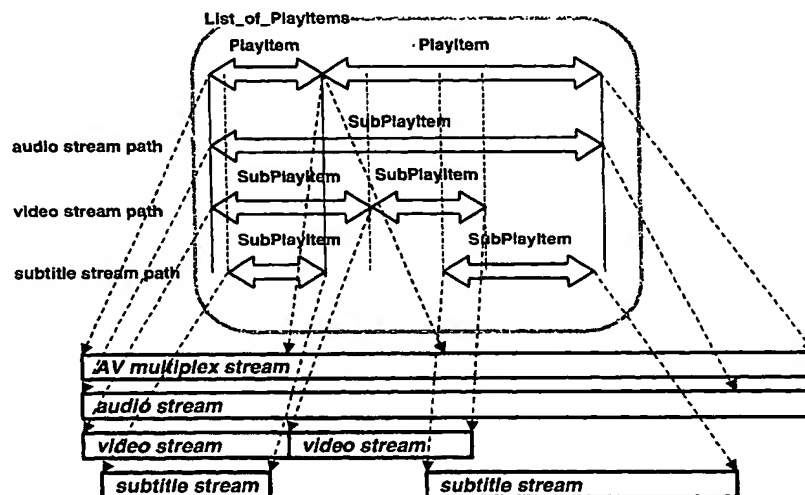 List_of_PlayItems
PlayItem PlayItem
SubPlayItem
audio stream path
SubPlayItem SubPlayItem
video stream path
SubPlayItem SubPlayItem
subtitle stream path
AV multiplex stream
audio stream
video stream video stream
subtitle stream subtitle stream